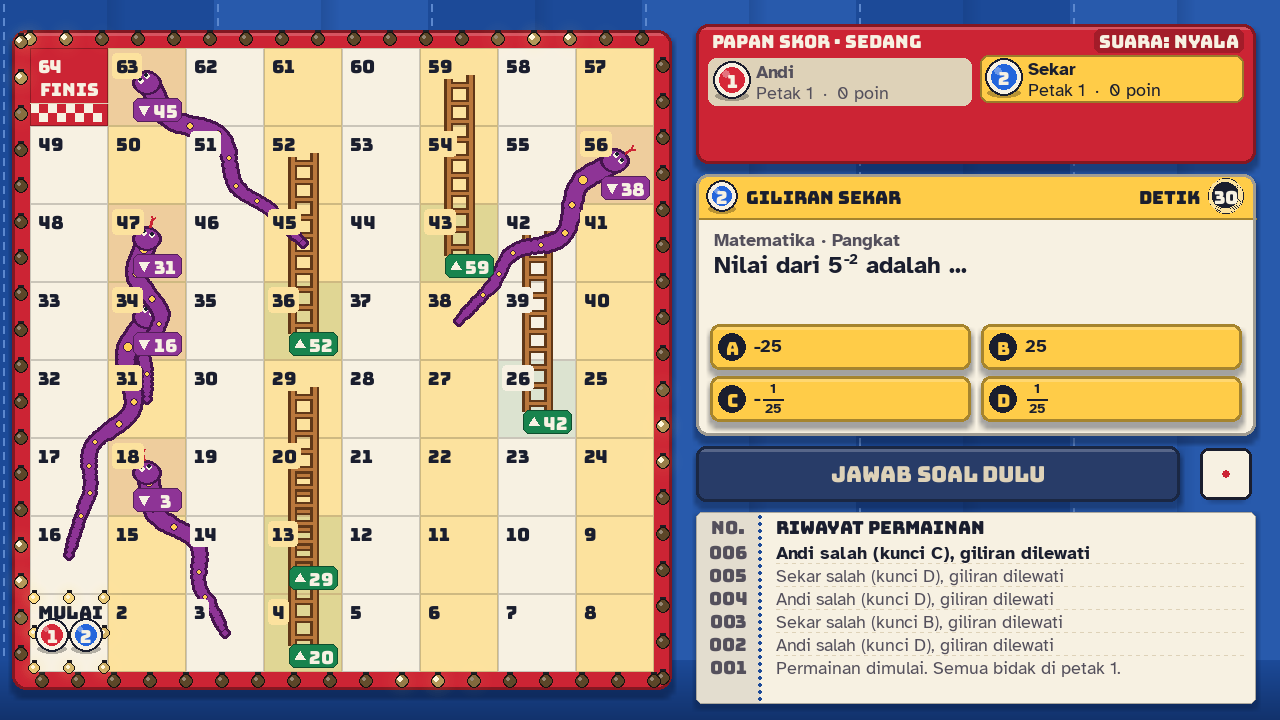 64 63 62 61 60 59 58 57
FINIS
▼45
49 50 51 52 53 54 55 56
▼38
48 47 46 45 44 43 42 41
▼31 ▲59
33 34 35 36 37 38 39 40
▼16 ▲52
32 31 30 29 28 27 26 25
▲42
17 18 19 20 21 22 23 24
▼3
16 15 14 13 12 11 10 9
▲29
MULAI 2 3 4 5 6 7 8
1 2 ▲20
PAPAN SKOR • SEDANG SUARA: NYALA
1 Andi
Petak 1 · 0 poin
2 Sekar
Petak 1 · 0 poin
2 GILIRAN SEKAR DETIK 30
Matematika · Pangkat
Nilai dari 5⁻² adalah ...
A -25
B 25
C -1/25
D 1/25
JAWAB SOAL DULU
NO. RIWAYAT PERMAINAN
006 Andi salah (kunci C), giliran dilewati
005 Sekar salah (kunci D), giliran dilewati
004 Andi salah (kunci D), giliran dilewati
003 Sekar salah (kunci B), giliran dilewati
002 Andi salah (kunci D), giliran dilewati
001 Permainan dimulai. Semua bidak di petak 1.